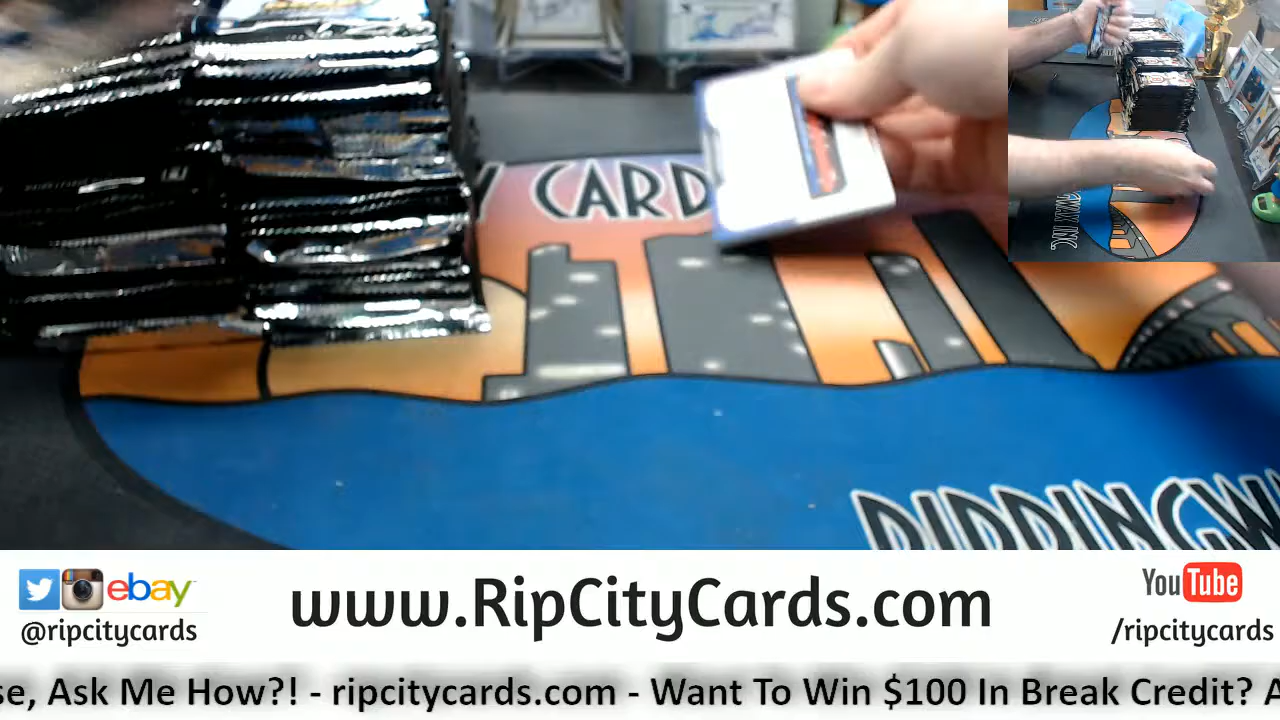 Y CARD
RIPPINGW
ebay
@ripcitycards
www.RipCityCards.com
YouTube
/ripcitycards
se, Ask Me How?! - ripcitycards.com - Want To Win $100 In Break Credit? A